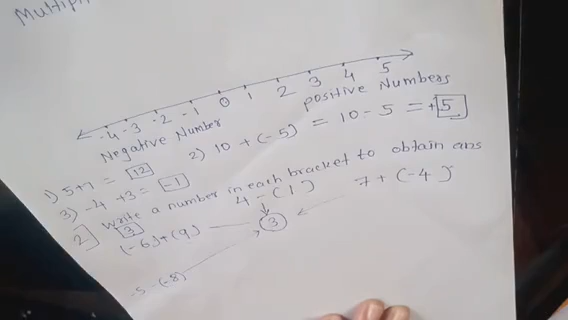 -4 -3 -2 -1 0 1 2 3 4 5
Negative Number positive Numbers
1) 5+7 = 12 2) 10 + (-5) = 10 - 5 = +5
3) -4 +3 = -1
2 write a number in each bracket to obtain ans
3 4 - (1) 7 + (-4)
(-6)+(9) 3
-5-(-8)